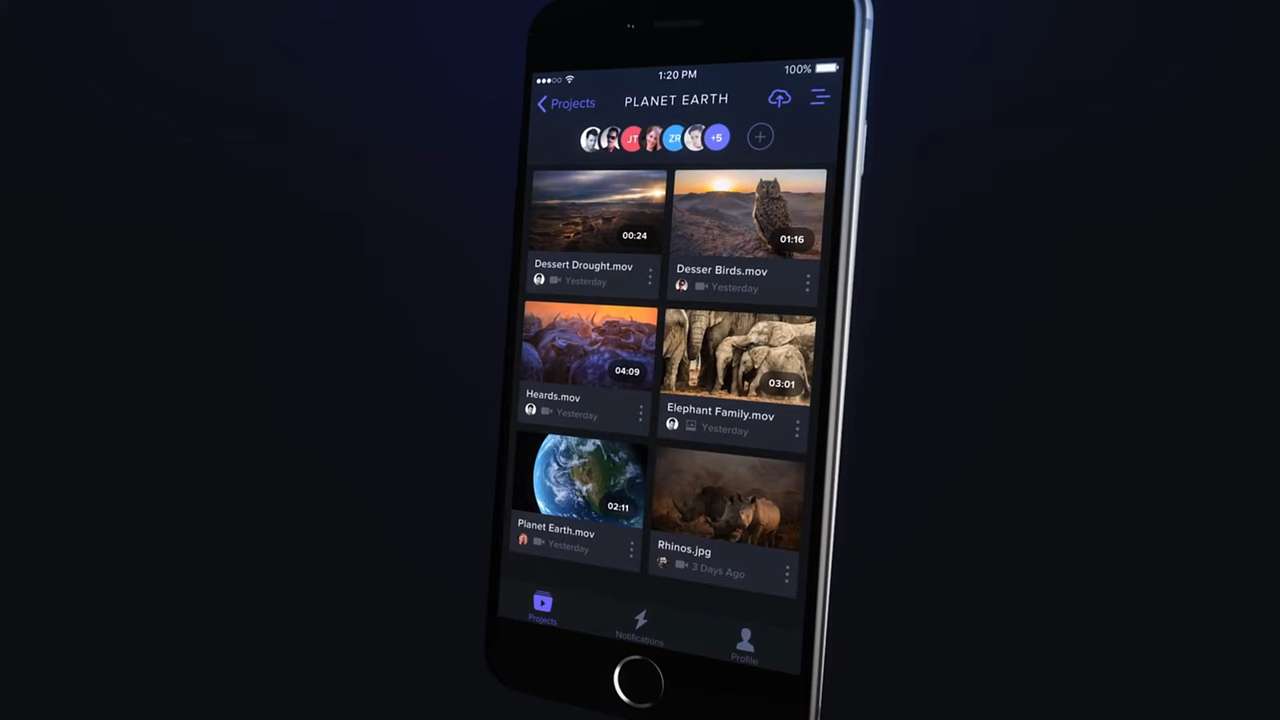 1:20 PM
100%
Projects
PLANET EARTH
JT
ZR
+5
00:24
01:16
Dessert Drought.mov
Yesterday
Desser Birds.mov
Yesterday
04:09
03:01
Heards.mov
Yesterday
Elephant Family.mov
Yesterday
02:11
Planet Earth.mov
Yesterday
Rhinos.jpg
3 Days Ago
Projects
Notifications
Profile